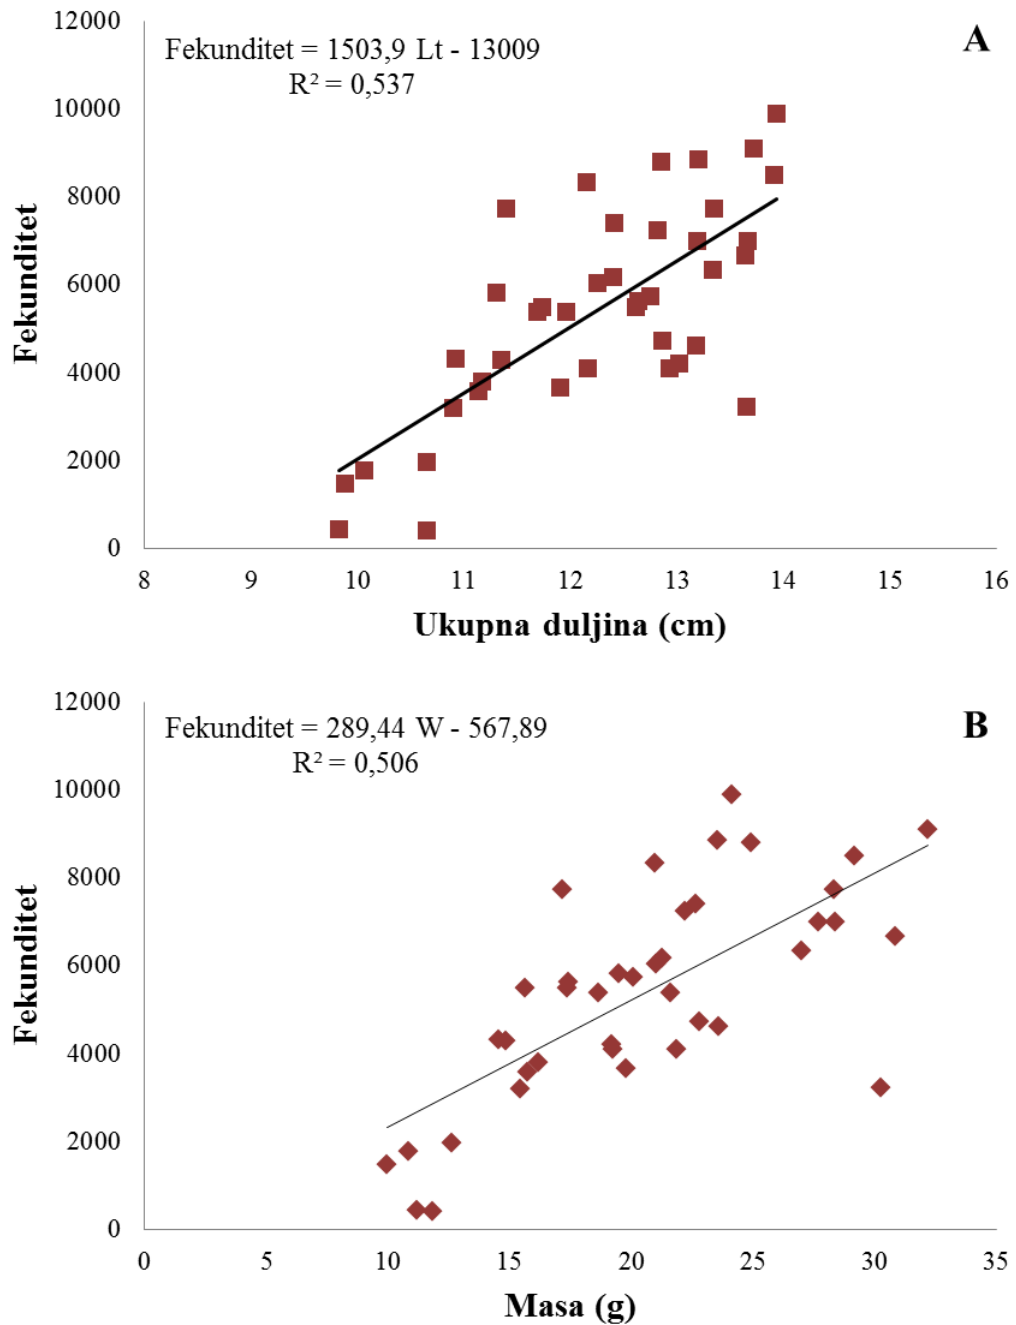 12000
Fekunditet = 1503,9 Lt - 13009
A
R² = 0,537
10000
8000
Fekunditet
6000
4000
2000
0
8 9 10 11 12 13 14 15 16
Ukupna duljina (cm)
12000
Fekunditet = 289,44 W - 567,89
B
R² = 0,506
10000
8000
Fekunditet
6000
4000
2000
0
0 5 10 15 20 25 30 35
Masa (g)